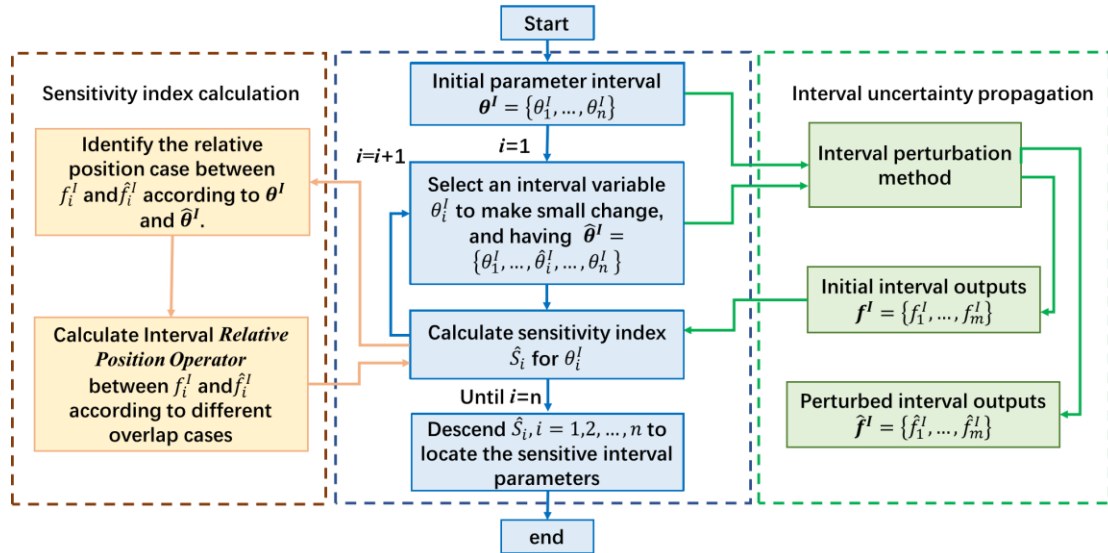 Start
Sensitivity index calculation
Identify the relative
position case between
f_i^I and f̂_i^I according to θ^I
and θ̂^I.
Calculate Interval Relative
Position Operator
between f_i^I and f̂_i^I
according to different
overlap cases
Initial parameter interval
θ^I = {θ_1^I, …, θ_n^I}
i=1
i=i+1
Select an interval variable
θ_i^I to make small change,
and having θ̂^I =
{θ_1^I, …, θ̂_i^I, …, θ_n^I}
Calculate sensitivity index
Ŝ_i for θ_i^I
Until i=n
Descend Ŝ_i, i = 1,2, …, n to
locate the sensitive interval
parameters
end
Interval uncertainty propagation
Interval perturbation
method
Initial interval outputs
f^I = {f_1^I, …, f_m^I}
Perturbed interval outputs
f̂^I = {f̂_1^I, …, f̂_m^I}